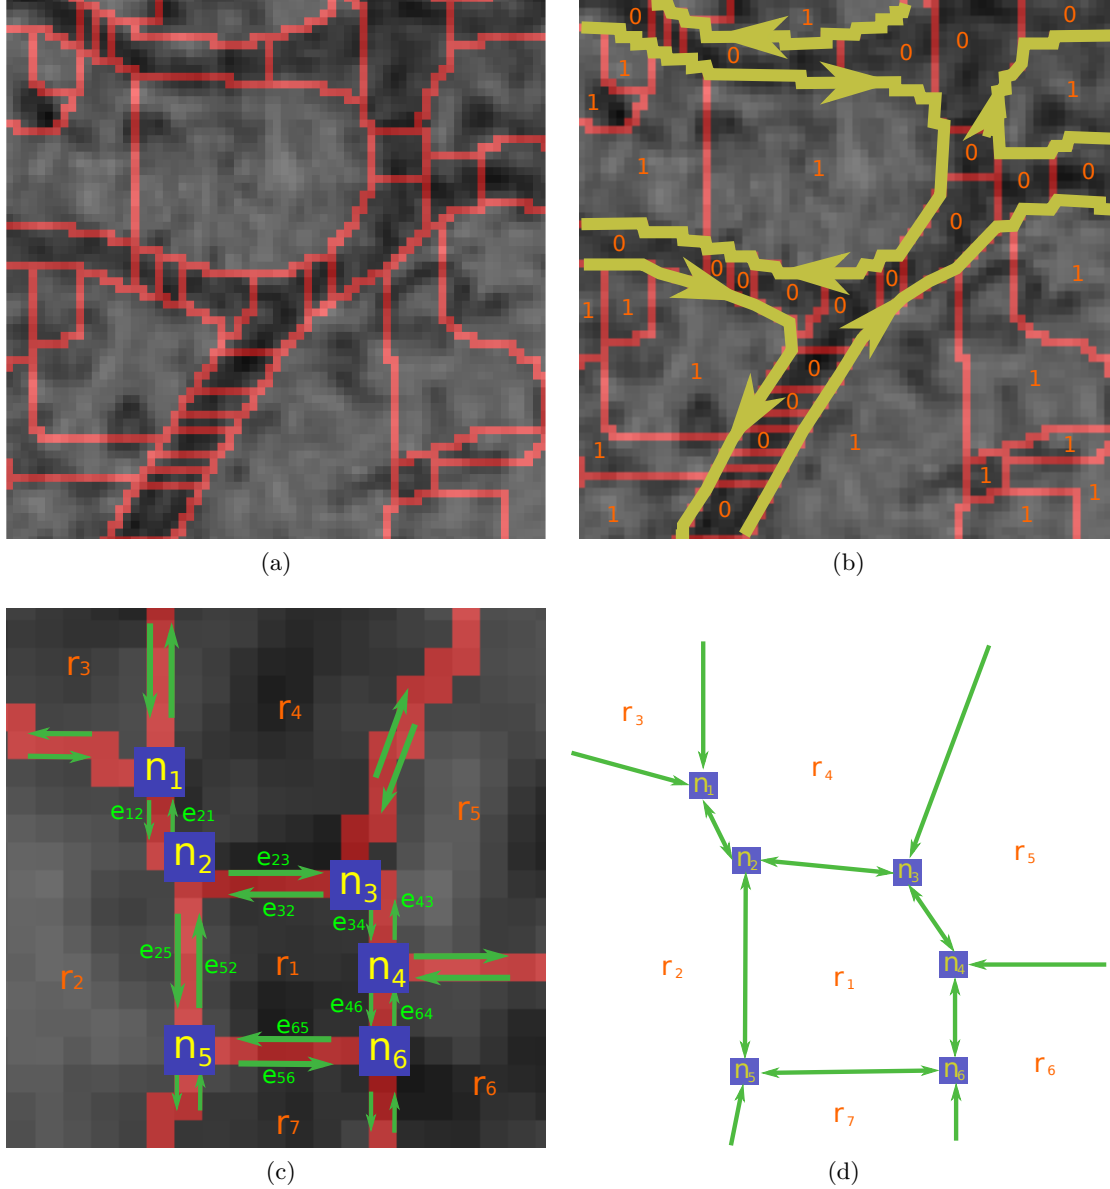 0 1 0
0 0 0
1 1 1
1 1 0
1 0 0
0 0
0 0 0 0 1
1 1 0 0
1 0 1
0
0 1 1
1 1
0 1 1 1
(a) (b)
r3
r4
n1
r5
e12 e21
n2 e23
n3
e32 e34 e43
e25 e52 r1 n4
r2
e46 e64
n5 e65 n6
e56
r6
r7
(c)
r3
r4
n1
n2 n3 r5
r2 r1 n4
n5 n6 r6
r7
(d)